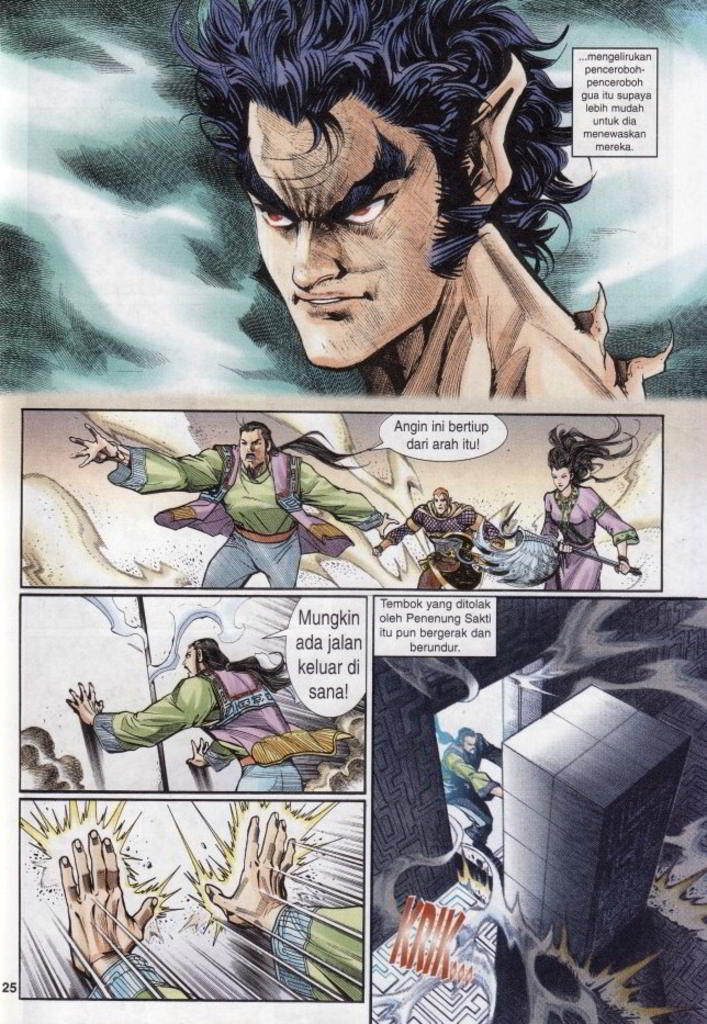 ...mengelirukan
penceroboh-
penceroboh
gua itu supaya
lebih mudah
untuk dia
menewaskan
mereka.
Angin ini bertiup
dari arah itu!
Mungkin
ada jalan
keluar di
sana!
Tembok yang ditolak
oleh Penenung Sakti
itu pun bergerak dan
berundur.
KRIK...
25